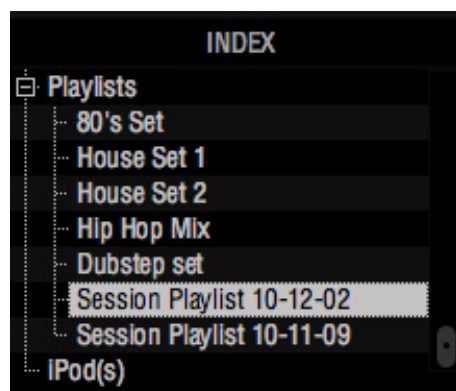 INDEX
Playlists
80's Set
House Set 1
House Set 2
Hip Hop Mix
Dubstep set
Session Playlist 10-12-02
Session Playlist 10-11-09
iPod(s)